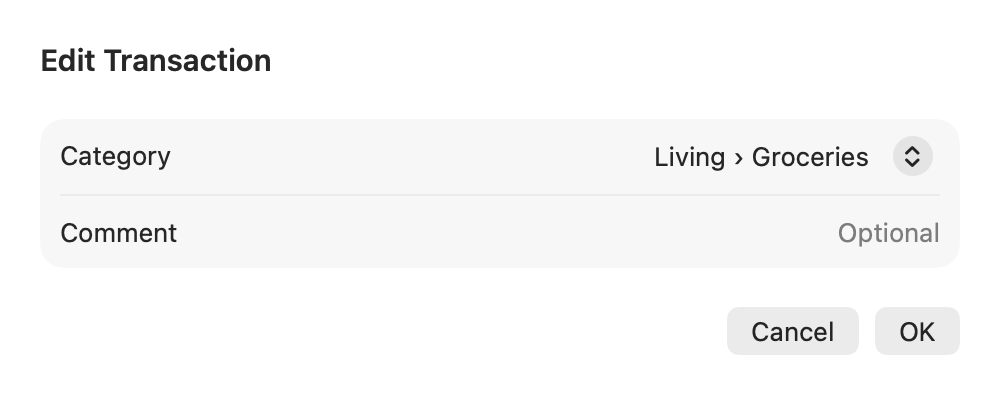 Edit Transaction
Category Living › Groceries
Comment Optional
Cancel OK